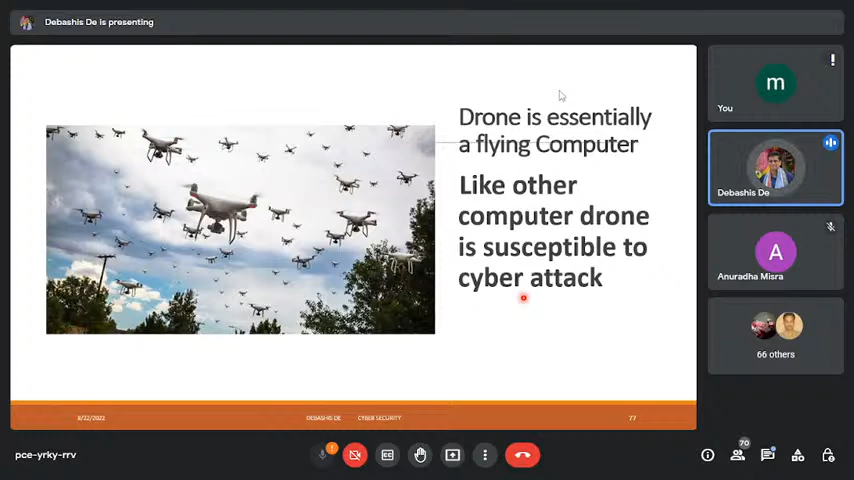 Debashis De is presenting
Drone is essentially
a flying Computer
Like other
computer drone
is susceptible to
cyber attack
8/22/2022
DEBASHIS DE
CYBER SECURITY
77
m
You
Debashis De
A
Anuradha Misra
66 others
pce-yrky-rrv
70